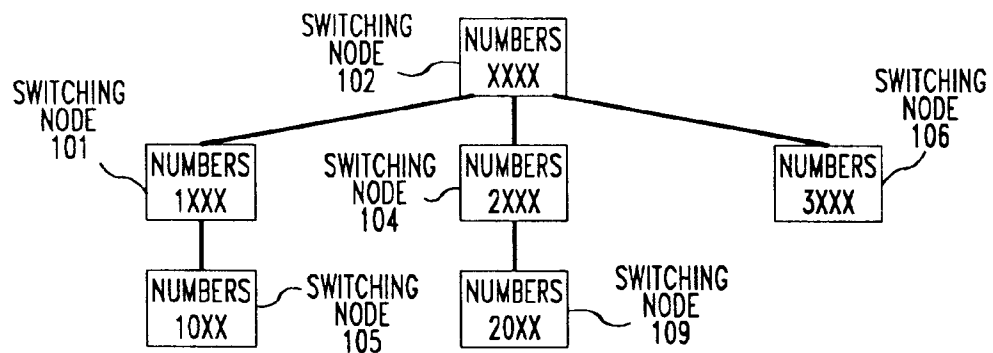 SWITCHING
NODE
102
NUMBERS
XXXX
SWITCHING
NODE
101
NUMBERS
1XXX
SWITCHING
NODE
104
NUMBERS
2XXX
NUMBERS
3XXX
SWITCHING
NODE
106
NUMBERS
10XX
SWITCHING
NODE
105
NUMBERS
20XX
SWITCHING
NODE
109